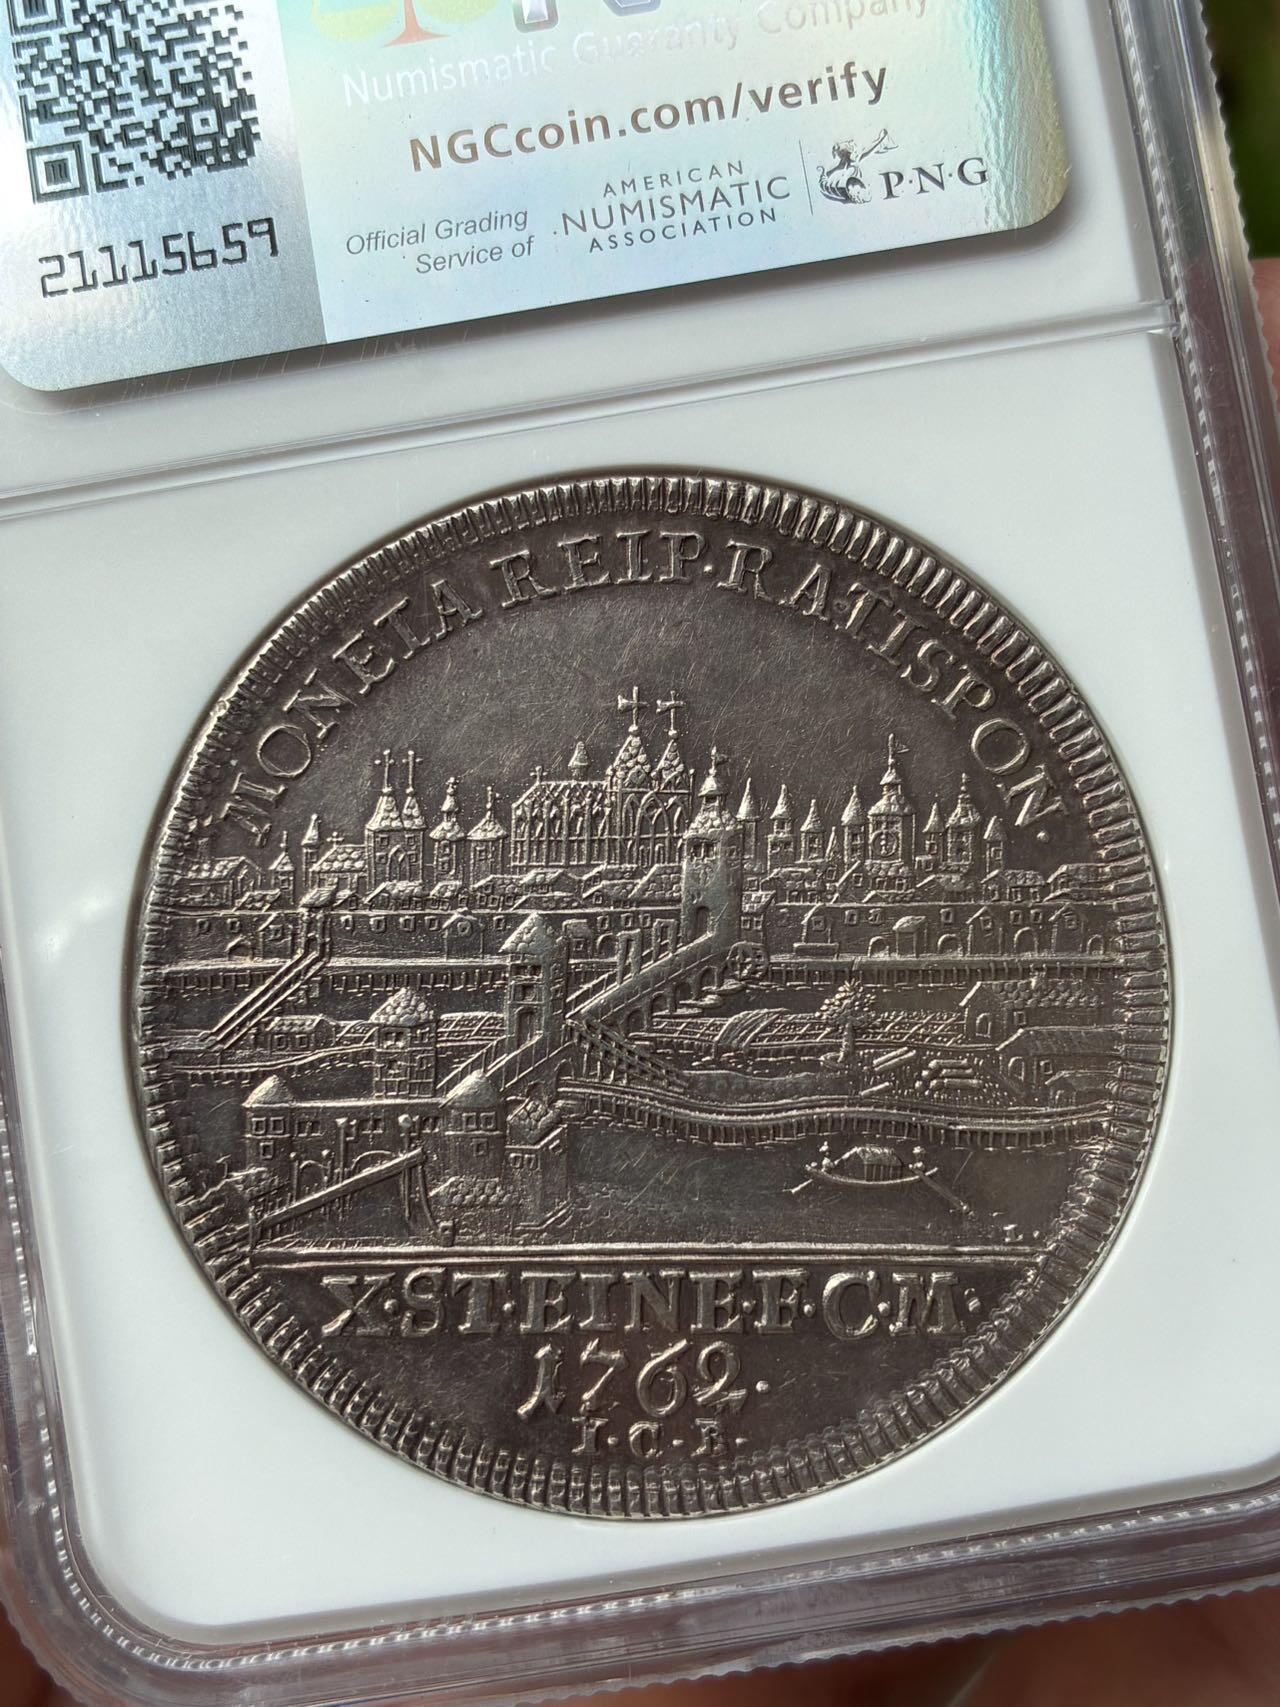 Numismatic Guaranty Company
NGCcoin.com/verify
21115659
Official Grading
Service of
AMERICAN
NUMISMATIC
ASSOCIATION
P·N·G
MONETA REIP·RATISPON·
L·
X·ST·EINE·F·C·M·
1762·
I·C·B·